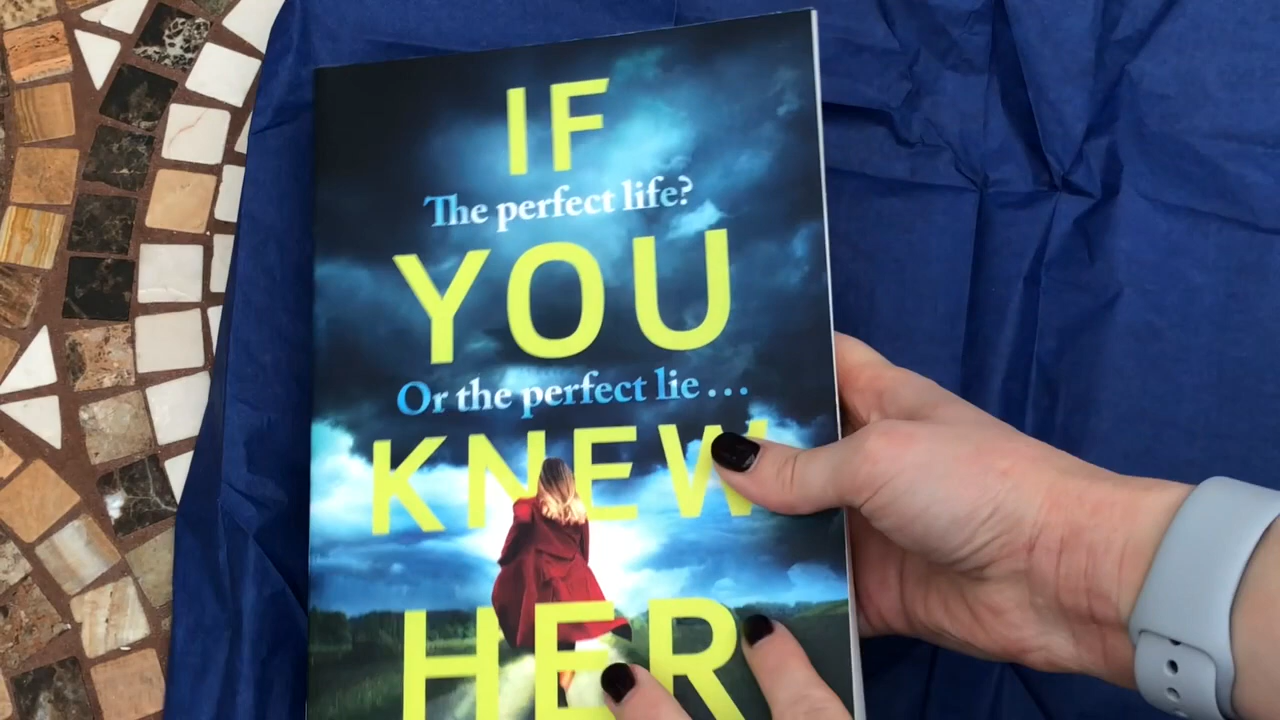 IF
The perfect life?
YOU
Or the perfect lie...
KNEW
HER